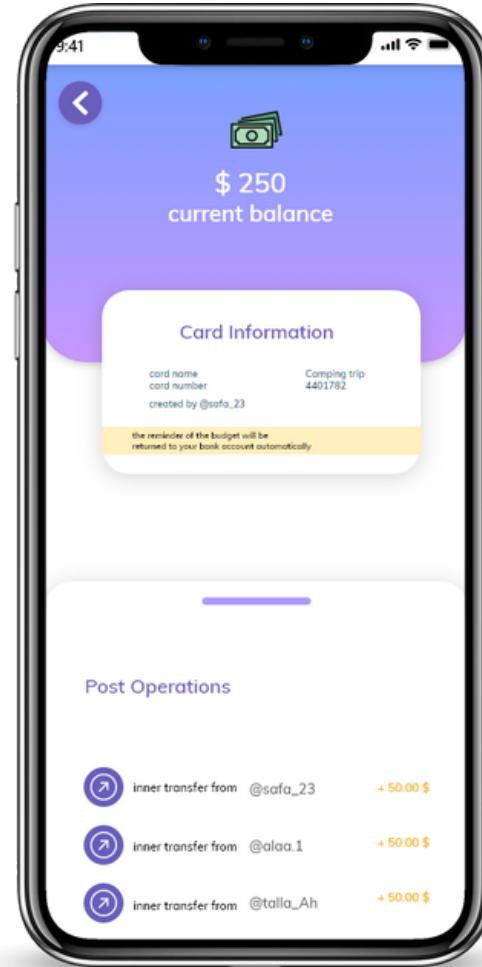 9:41
$ 250
current balance
Card Information
card name Camping trip
card number 4401782
created by @safa_23
the reminder of the budget will be
returned to your bank account automatically
Post Operations
inner transfer from @safa_23 + 50.00 $
inner transfer from @alaa.1 + 50.00 $
inner transfer from @talla_Ah + 50.00 $